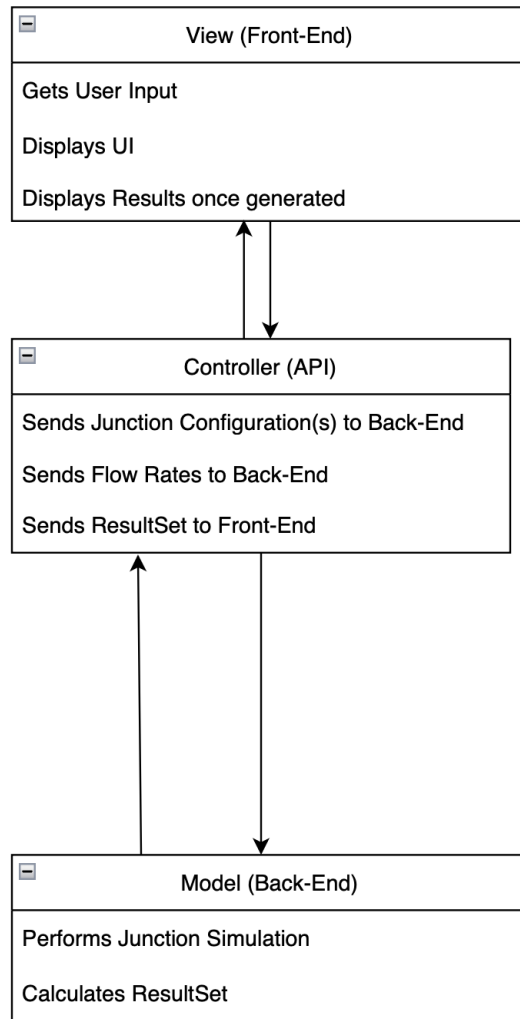 View (Front-End)
Gets User Input
Displays UI
Displays Results once generated
Controller (API)
Sends Junction Configuration(s) to Back-End
Sends Flow Rates to Back-End
Sends ResultSet to Front-End
Model (Back-End)
Performs Junction Simulation
Calculates ResultSet